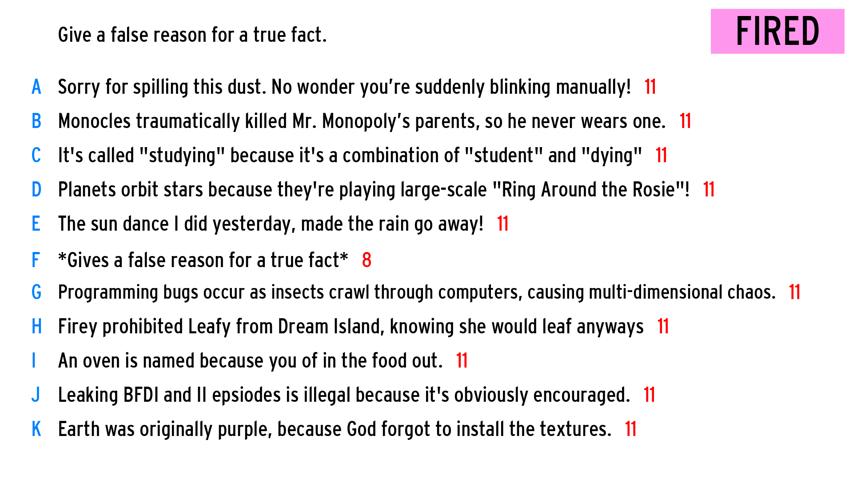 Give a false reason for a true fact.
FIRED
A Sorry for spilling this dust. No wonder you're suddenly blinking manually! 11
B Monocles traumatically killed Mr. Monopoly's parents, so he never wears one. 11
C It's called "studying" because it's a combination of "student" and "dying" 11
D Planets orbit stars because they're playing large-scale "Ring Around the Rosie"! 11
E The sun dance I did yesterday, made the rain go away! 11
F *Gives a false reason for a true fact* 8
G Programming bugs occur as insects crawl through computers, causing multi-dimensional chaos. 11
H Firey prohibited Leafy from Dream Island, knowing she would leaf anyways 11
I An oven is named because you of in the food out. 11
J Leaking BFDI and II epsiodes is illegal because it's obviously encouraged. 11
K Earth was originally purple, because God forgot to install the textures. 11